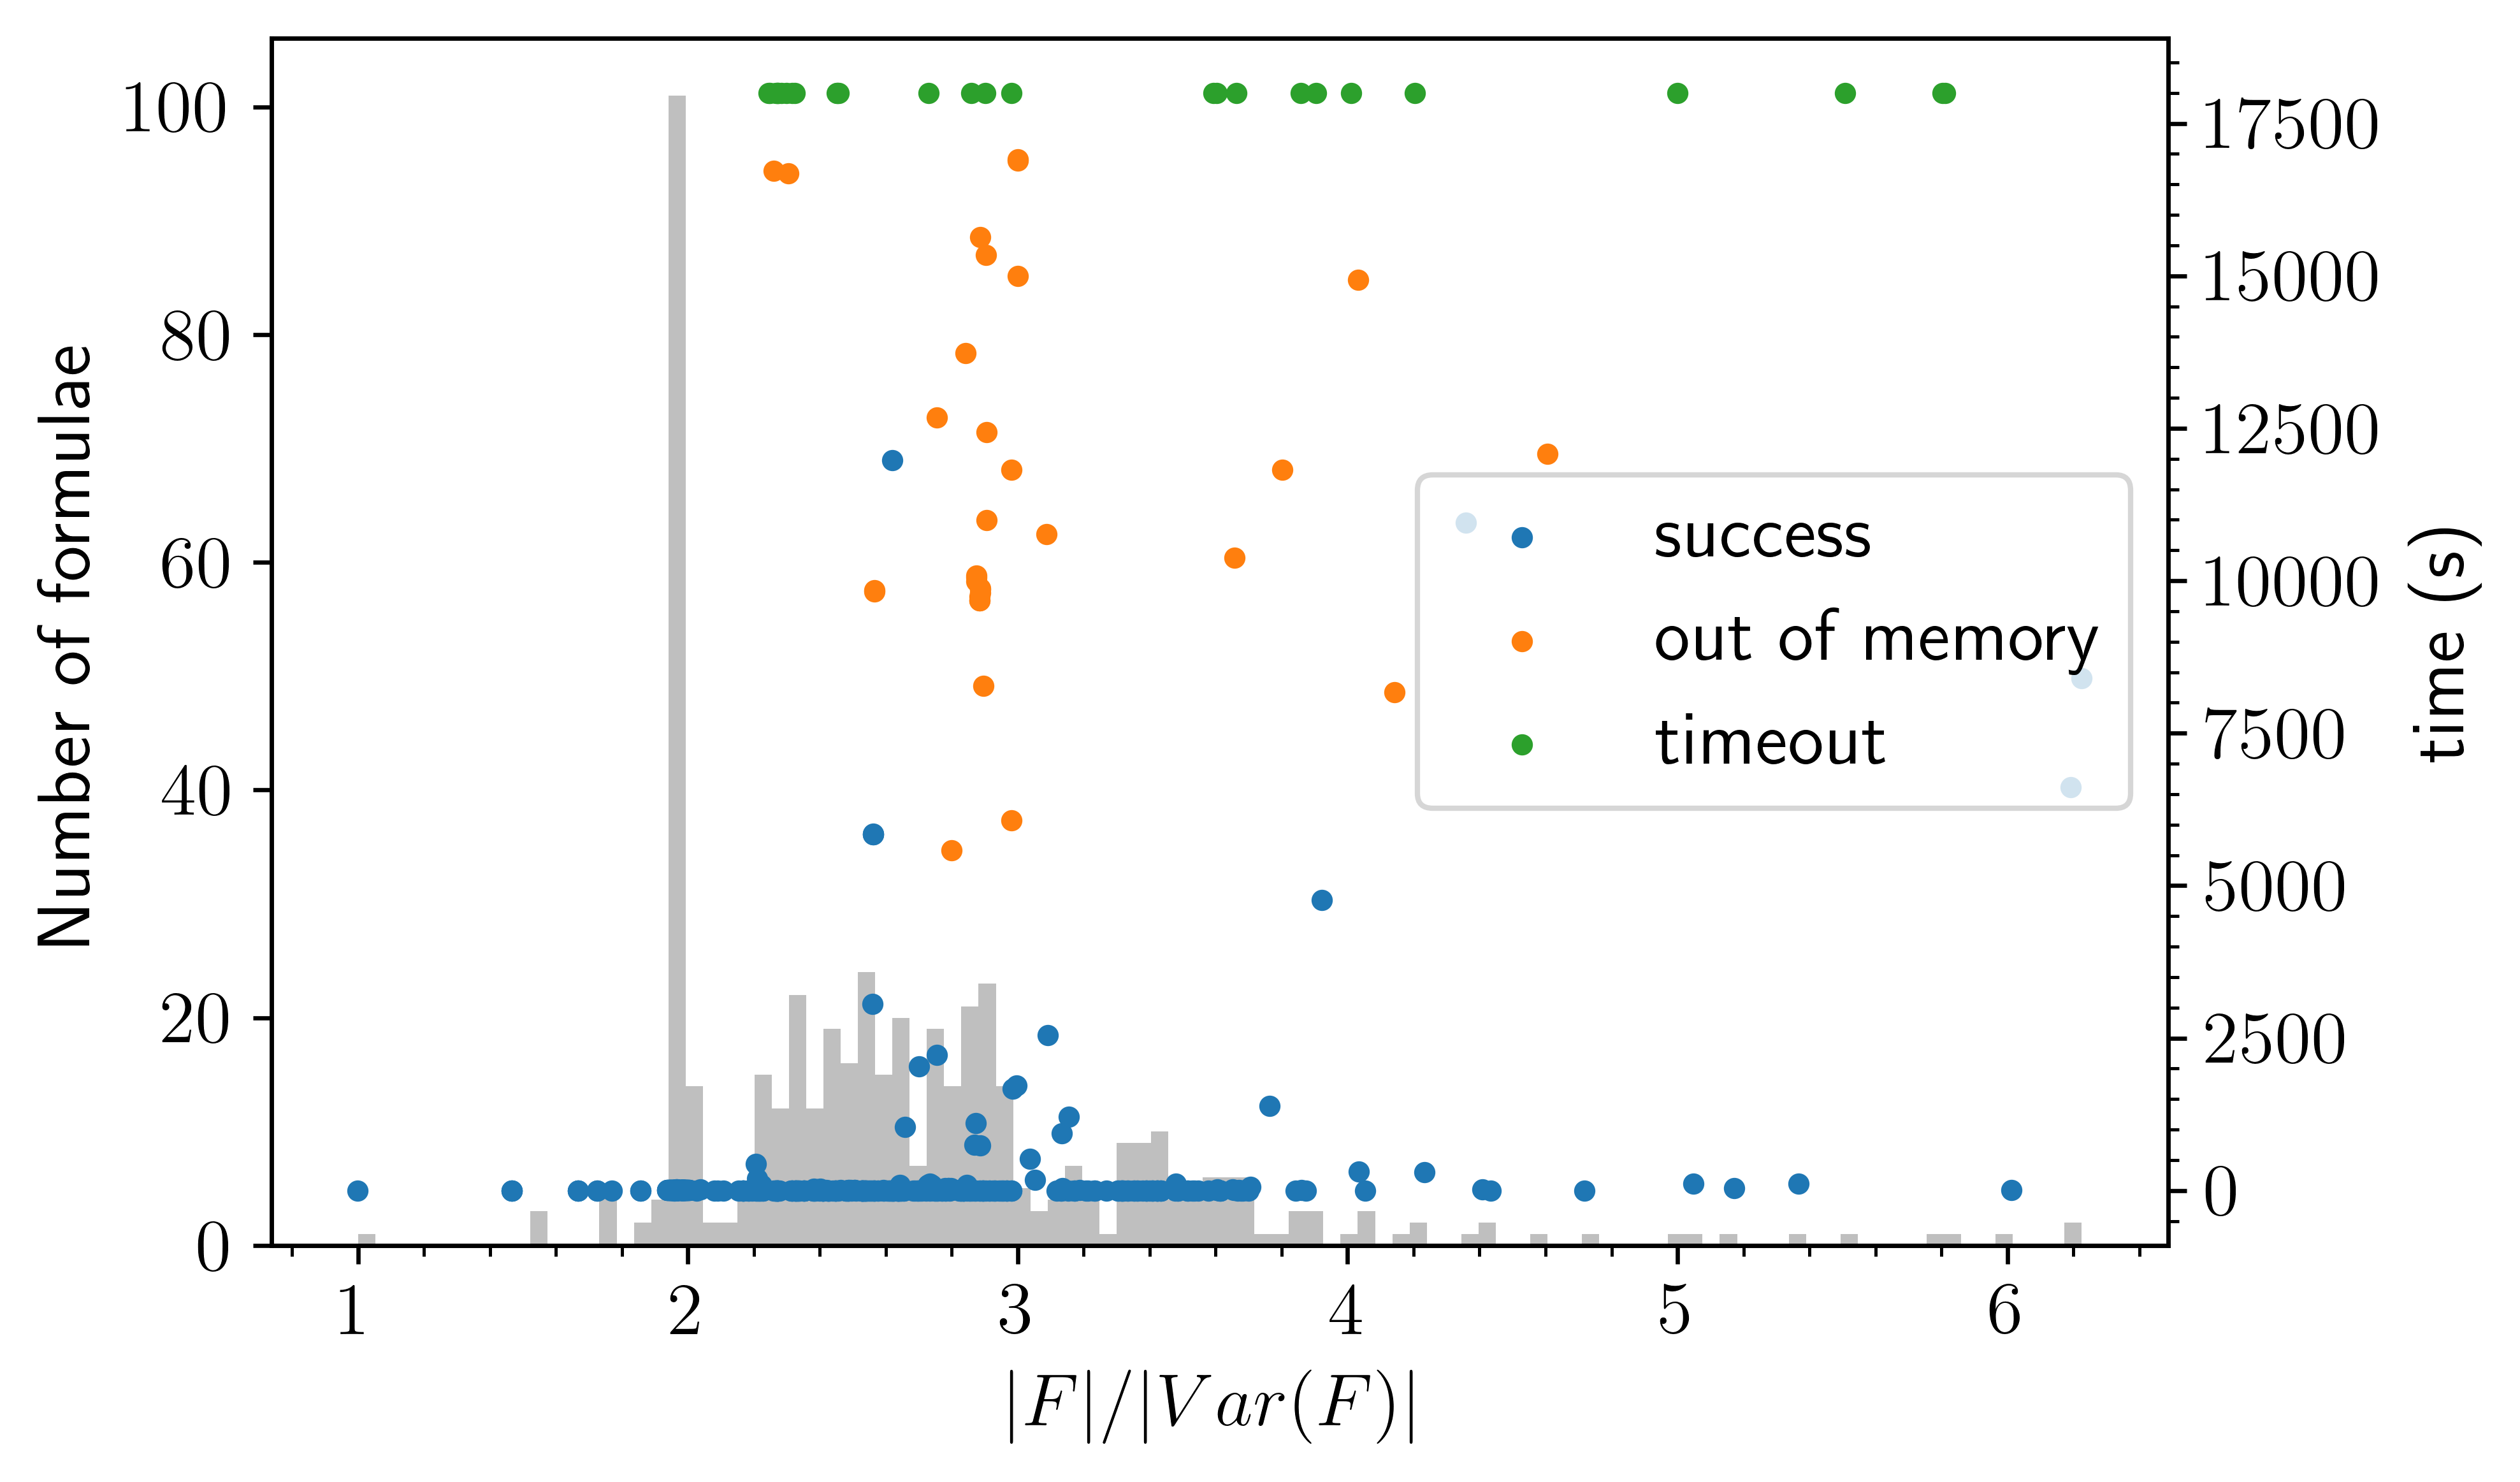 Number of formulae
100
80
60
40
20
0
1 2 3 4 5 6
|F|/|Var(F)|
success
out of memory
timeout
17500
15000
12500
10000
7500
5000
2500
0
time (s)